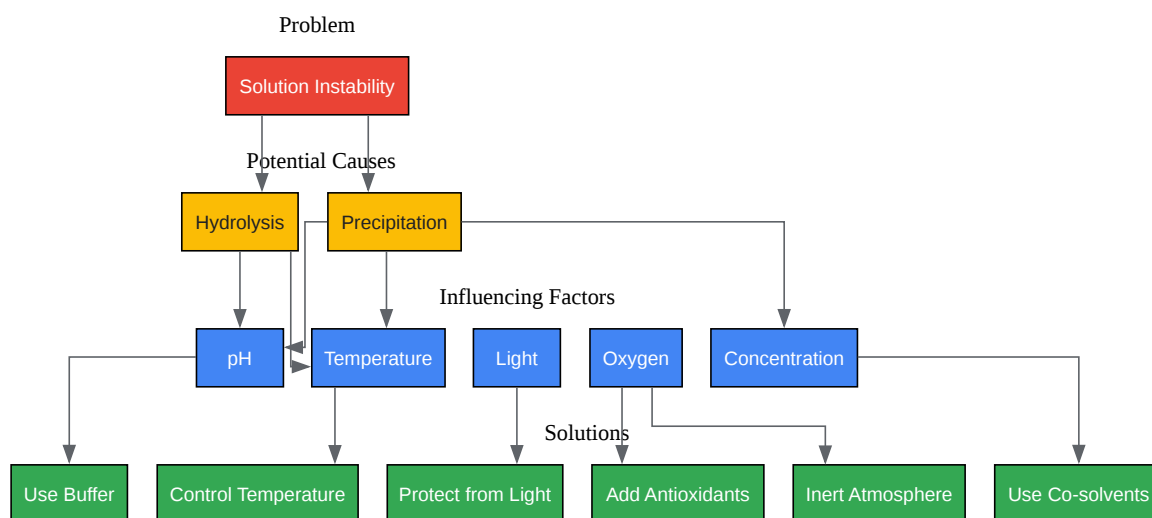 Problem
Solution Instability
Potential Causes
Hydrolysis
Precipitation
Influencing Factors
pH
Temperature
Light
Oxygen
Concentration
Solutions
Use Buffer
Control Temperature
Protect from Light
Add Antioxidants
Inert Atmosphere
Use Co-solvents